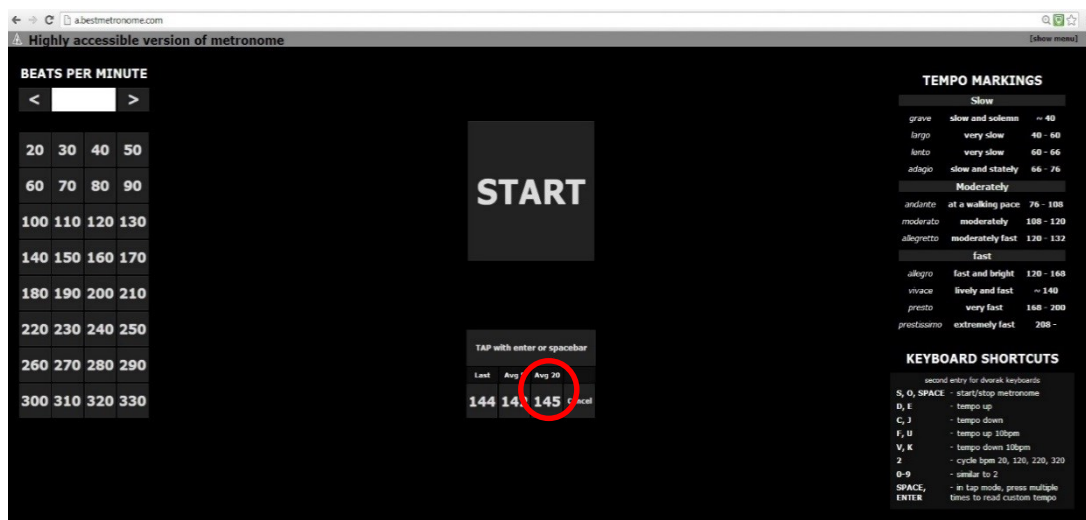 a.bestmetronome.com
Highly accessible version of metronome
[show menu]
BEATS PER MINUTE
< >
20 30 40 50
60 70 80 90
100 110 120 130
140 150 160 170
180 190 200 210
220 230 240 250
260 270 280 290
300 310 320 330
START
TAP with enter or spacebar
Last Avg Avg 20
144 145
TEMPO MARKINGS
Slow
grave slow and solemn ~ 40
largo very slow 40 - 60
lento very slow 60 - 66
adagio slow and stately 66 - 76
Moderately
andante at a walking pace 76 - 108
moderato moderately 108 - 120
allegretto moderately fast 120 - 132
fast
allegro fast and bright 120 - 168
vivace lively and fast ~ 140
presto very fast 168 - 200
prestissimo extremely fast 208 -
KEYBOARD SHORTCUTS
second entry for dvorak keyboards
S, O, SPACE - start/stop metronome
D, E - tempo up
C, J - tempo down
F, U - tempo up 10bpm
V, K - tempo down 10bpm
2 - cycle bpm 20, 120, 220, 320
0-9 - similar to 2
SPACE, ENTER - in tap mode, press multiple
times to read custom tempo